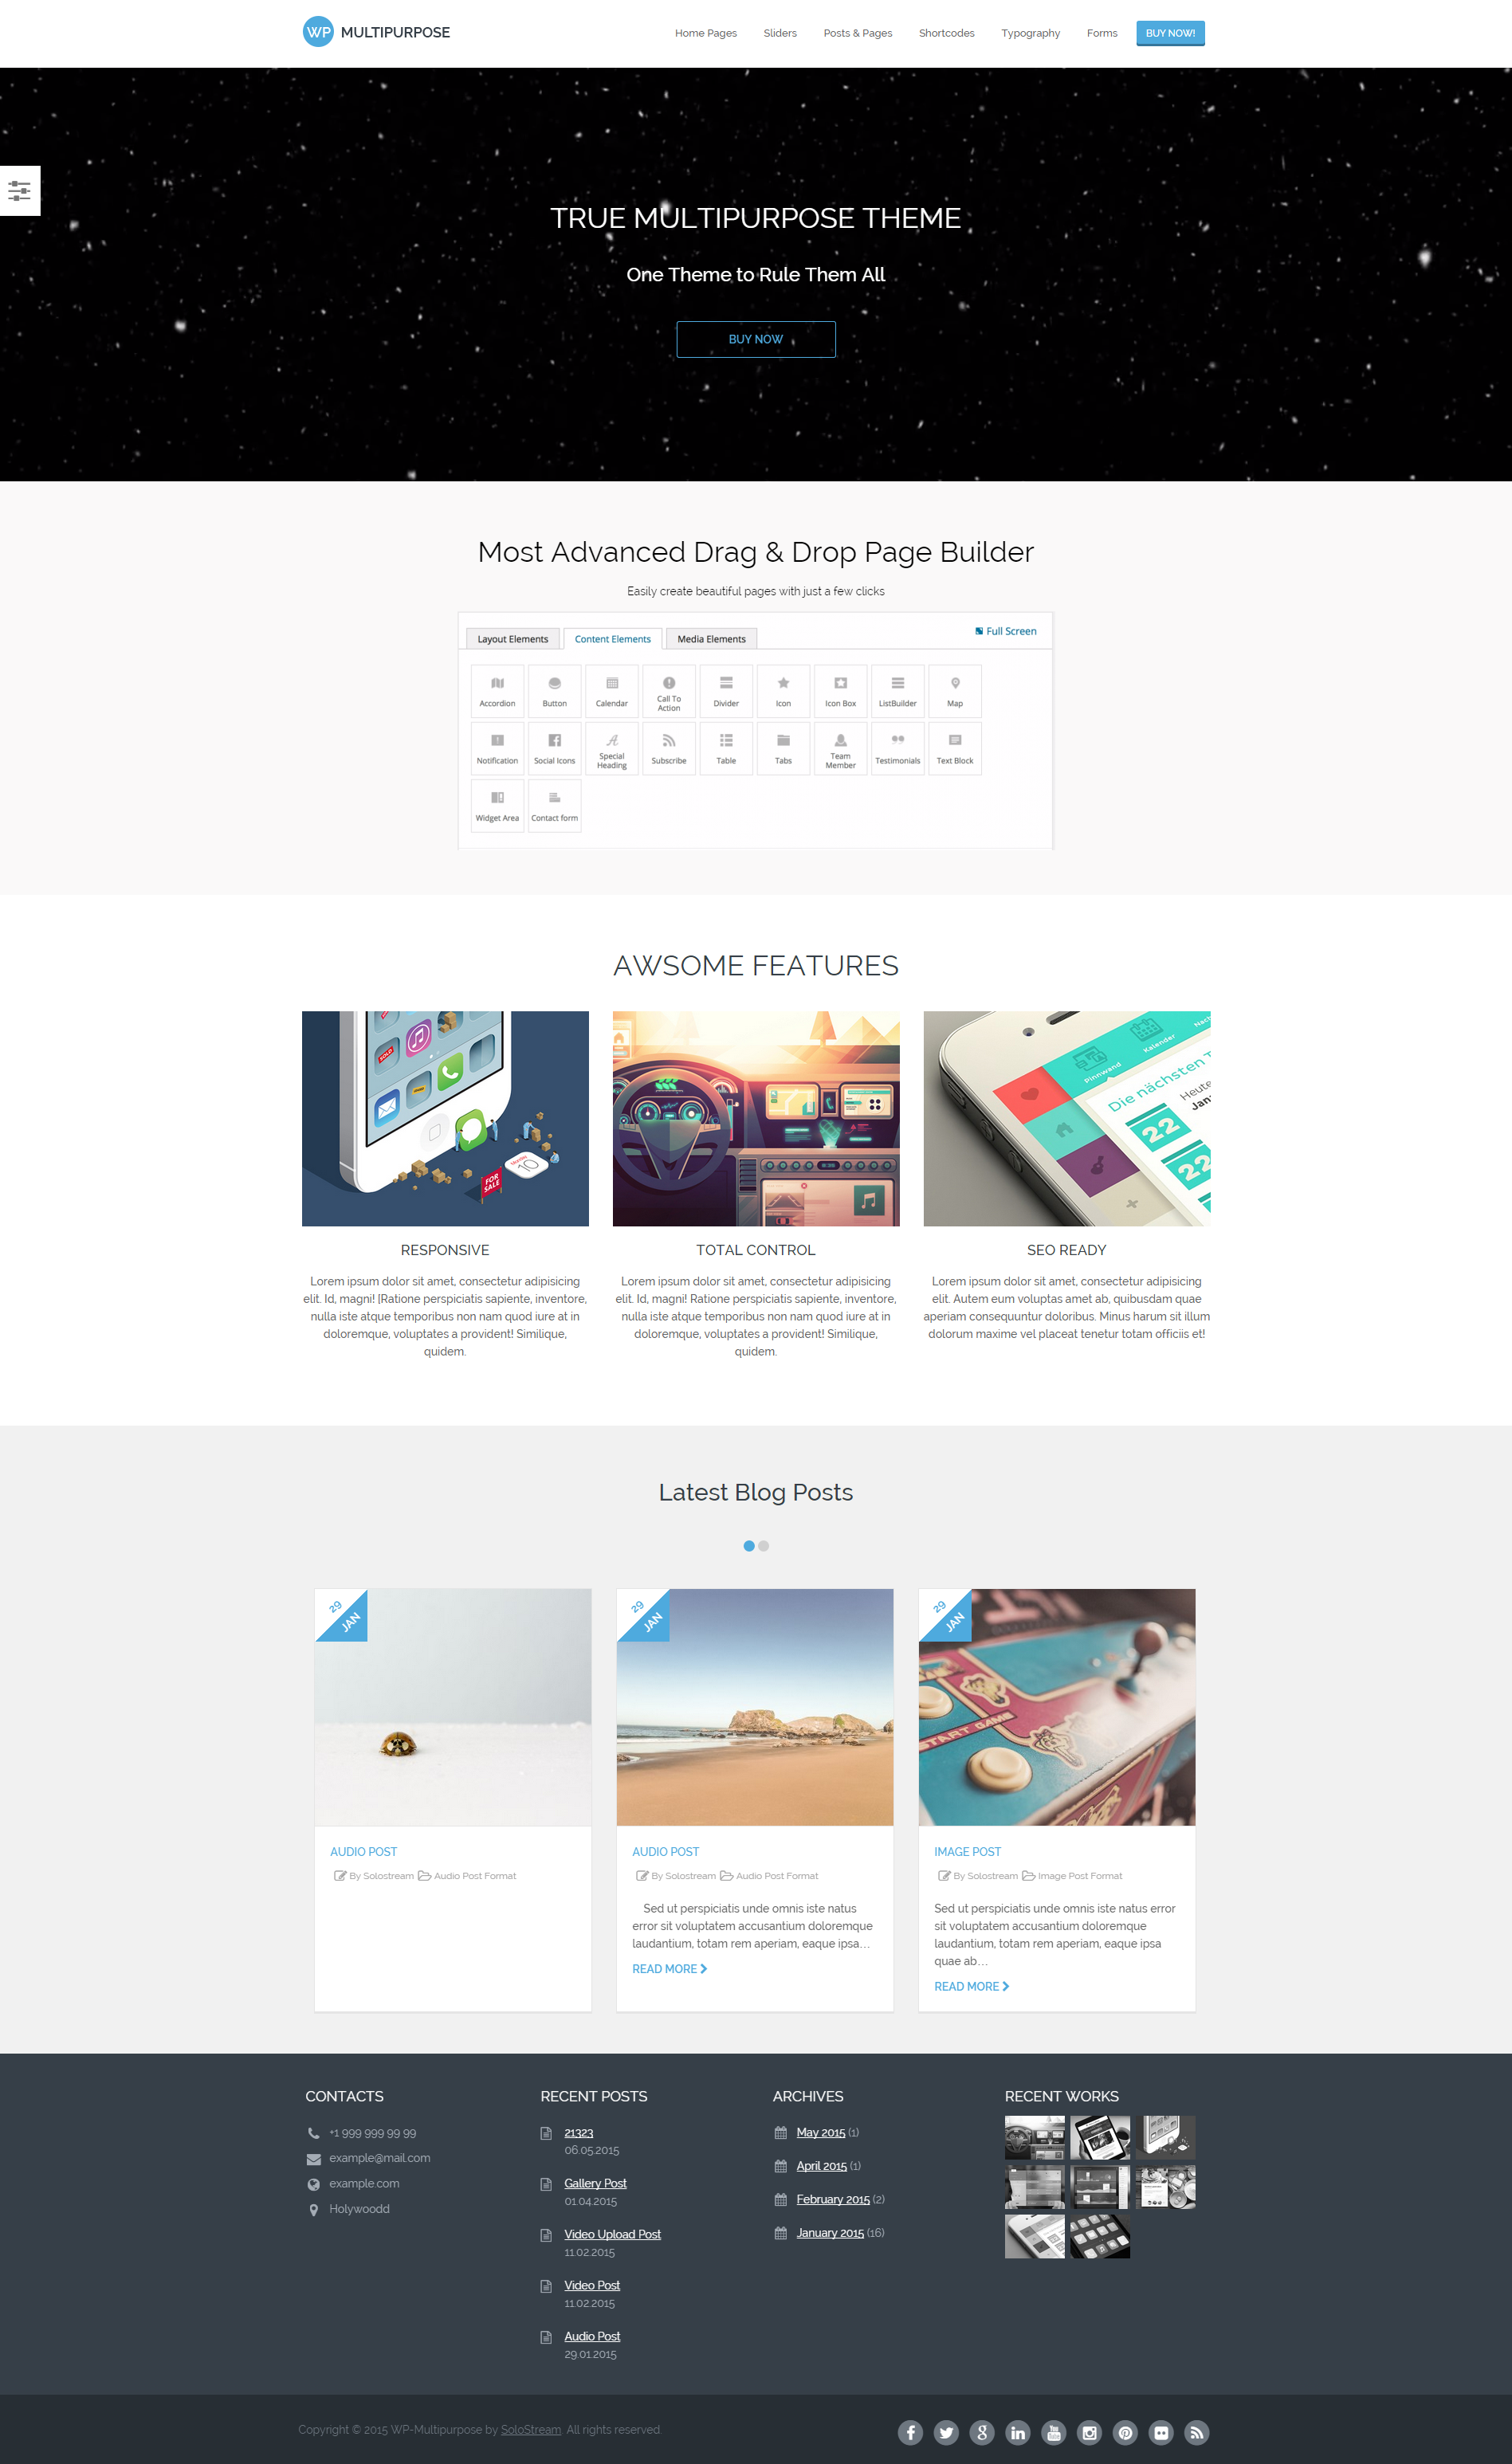 WP MULTIPURPOSE
Home Pages Sliders Posts & Pages Shortcodes Typography Forms BUY NOW!
TRUE MULTIPURPOSE THEME
One Theme to Rule Them All
BUY NOW
Most Advanced Drag & Drop Page Builder
Easily create beautiful pages with just a few clicks
Layout Elements Content Elements Media Elements Full Screen
Accordion Button Calendar Call To Action Divider Icon Icon Box ListBuilder Map
Notification Social Icons Special Heading Subscribe Table Tabs Team Member Testimonials Text Block
Widget Area Contact form
AWSOME FEATURES
SOLD
FOR SALE
10
Pinnwand
Kalender
Die nächsten T
Heute
Jan
22
22
RESPONSIVE
Lorem ipsum dolor sit amet, consectetur adipisicing
elit. Id, magni! [Ratione perspiciatis sapiente, inventore,
nulla iste atque temporibus non nam quod iure at in
doloremque, voluptates a provident! Similique,
quidem.
TOTAL CONTROL
Lorem ipsum dolor sit amet, consectetur adipisicing
elit. Id, magni! Ratione perspiciatis sapiente, inventore,
nulla iste atque temporibus non nam quod iure at in
doloremque, voluptates a provident! Similique,
quidem.
SEO READY
Lorem ipsum dolor sit amet, consectetur adipisicing
elit. Autem eum voluptas amet ab, quibusdam quae
aperiam consequuntur doloribus. Minus harum sit illum
dolorum maxime vel placeat tenetur totam officiis et!
Latest Blog Posts
29 JAN
AUDIO POST
By Solostream Audio Post Format
29 JAN
AUDIO POST
By Solostream Audio Post Format
Sed ut perspiciatis unde omnis iste natus
error sit voluptatem accusantium doloremque
laudantium, totam rem aperiam, eaque ipsa…
READ MORE
29 JAN
START GAME
IMAGE POST
By Solostream Image Post Format
Sed ut perspiciatis unde omnis iste natus error
sit voluptatem accusantium doloremque
laudantium, totam rem aperiam, eaque ipsa
quae ab…
READ MORE
CONTACTS
+1 999 999 99 99
example@mail.com
example.com
Holywoodd
RECENT POSTS
21323
06.05.2015
Gallery Post
01.04.2015
Video Upload Post
11.02.2015
Video Post
11.02.2015
Audio Post
29.01.2015
ARCHIVES
May 2015 (1)
April 2015 (1)
February 2015 (2)
January 2015 (16)
RECENT WORKS
Copyright © 2015 WP-Multipurpose by SoloStream. All rights reserved.